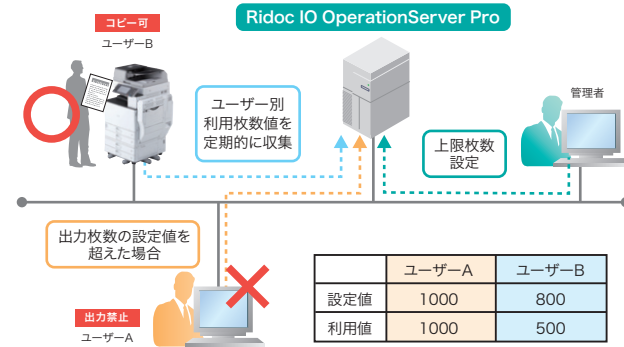 Ridoc IO OperationServer Pro
コピー可
ユーザーB
ユーザー別
利用枚数値を
定期的に収集
管理者
上限枚数
設定
出力枚数の設定値を
超えた場合
出力禁止
ユーザーA
ユーザーA ユーザーB
設定値 1000 800
利用値 1000 500